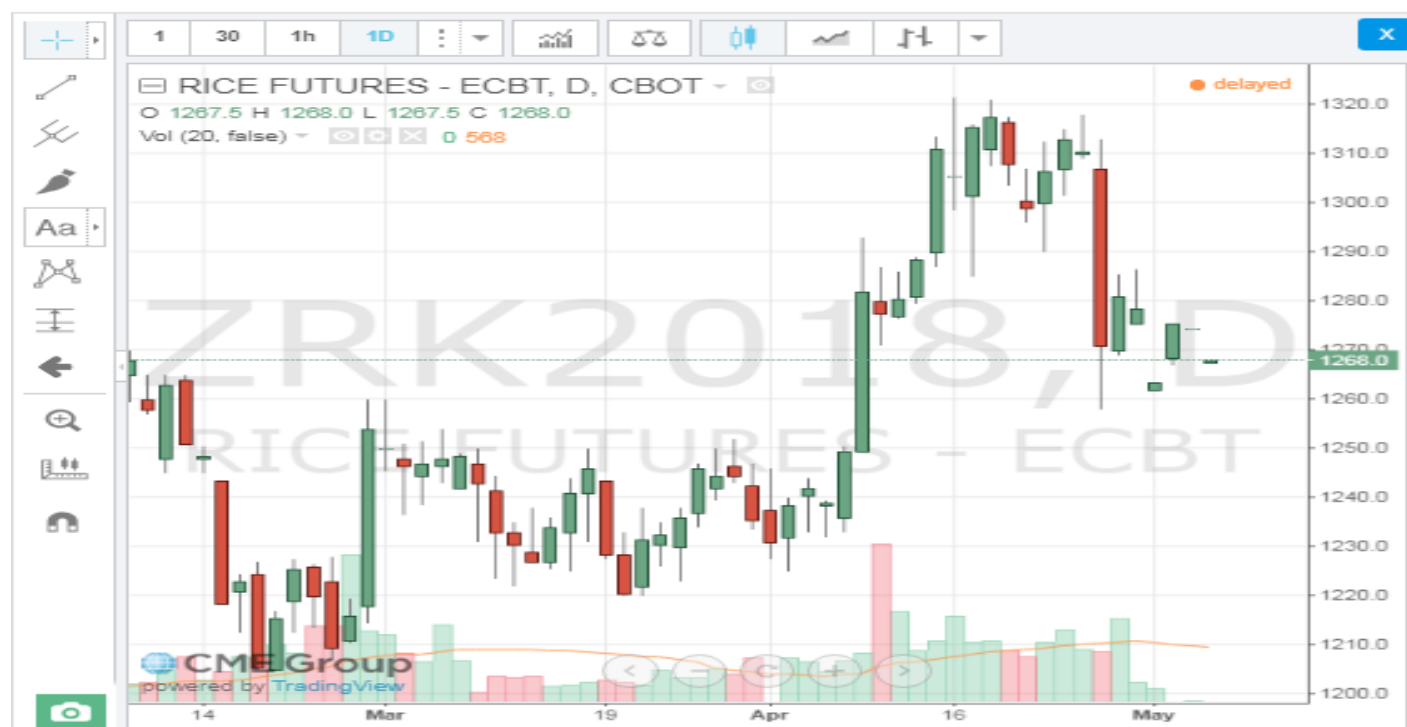 1 30 1h 1D x
RICE FUTURES - ECBT, D, CBOT
delayed
O 1267.5 H 1268.0 L 1267.5 C 1268.0
Vol (20, false) 0 568
Aa
ZRK2018, D
RICE FUTURES - ECBT
1320.0
1310.0
1300.0
1290.0
1280.0
1270.0
1268.0
1260.0
1250.0
1240.0
1230.0
1220.0
1210.0
1200.0
CME Group
powered by TradingView
14 Mar 19 Apr 16 May